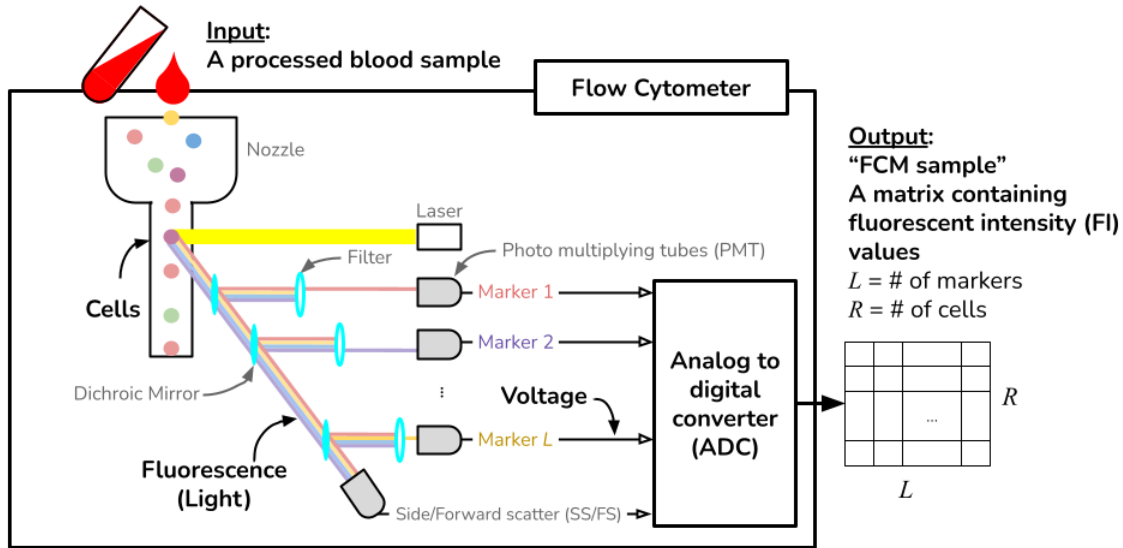 Input:
A processed blood sample
Flow Cytometer
Nozzle
Laser
Photo multiplying tubes (PMT)
Filter
Cells
Marker 1
Marker 2
...
Dichroic Mirror
Voltage
Marker L
Fluorescence
(Light)
Side/Forward scatter (SS/FS)
Analog to
digital
converter
(ADC)
Output:
“FCM sample”
A matrix containing
fluorescent intensity (FI)
values
L = # of markers
R = # of cells
...
R
L